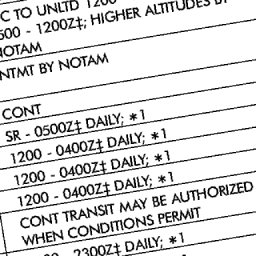 C TO UNLTD 1200
1200Z‡; HIGHER ALTITUDES BY
NOTAM
NTMT BY NOTAM
CONT
SR - 0500Z‡ DAILY; *1
1200 - 0400Z‡ DAILY; *1
1200 - 0400Z‡ DAILY; *1
1200 - 0400Z‡ DAILY; *1
CONT TRANSIT MAY BE AUTHORIZED
WHEN CONDITIONS PERMIT
- 2300Z‡ DAILY; *1